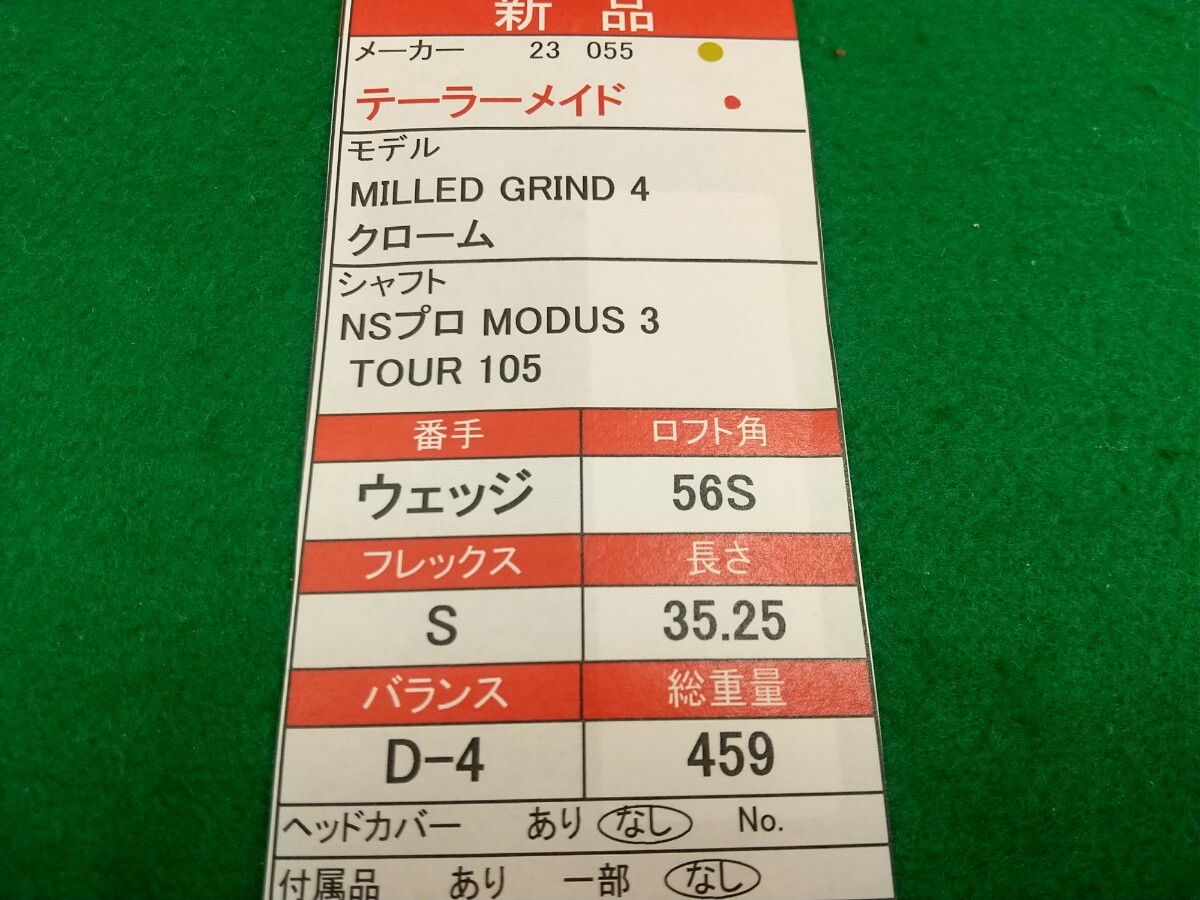 新 品
メーカー 23 055
テーラーメイド
モデル
MILLED GRIND 4
クローム
シャフト
NSプロ MODUS 3
TOUR 105
番手 ロフト角
ウェッジ 56S
フレックス 長さ
S 35.25
バランス 総重量
D-4 459
ヘッドカバー あり なし No.
付属品 あり 一部 なし